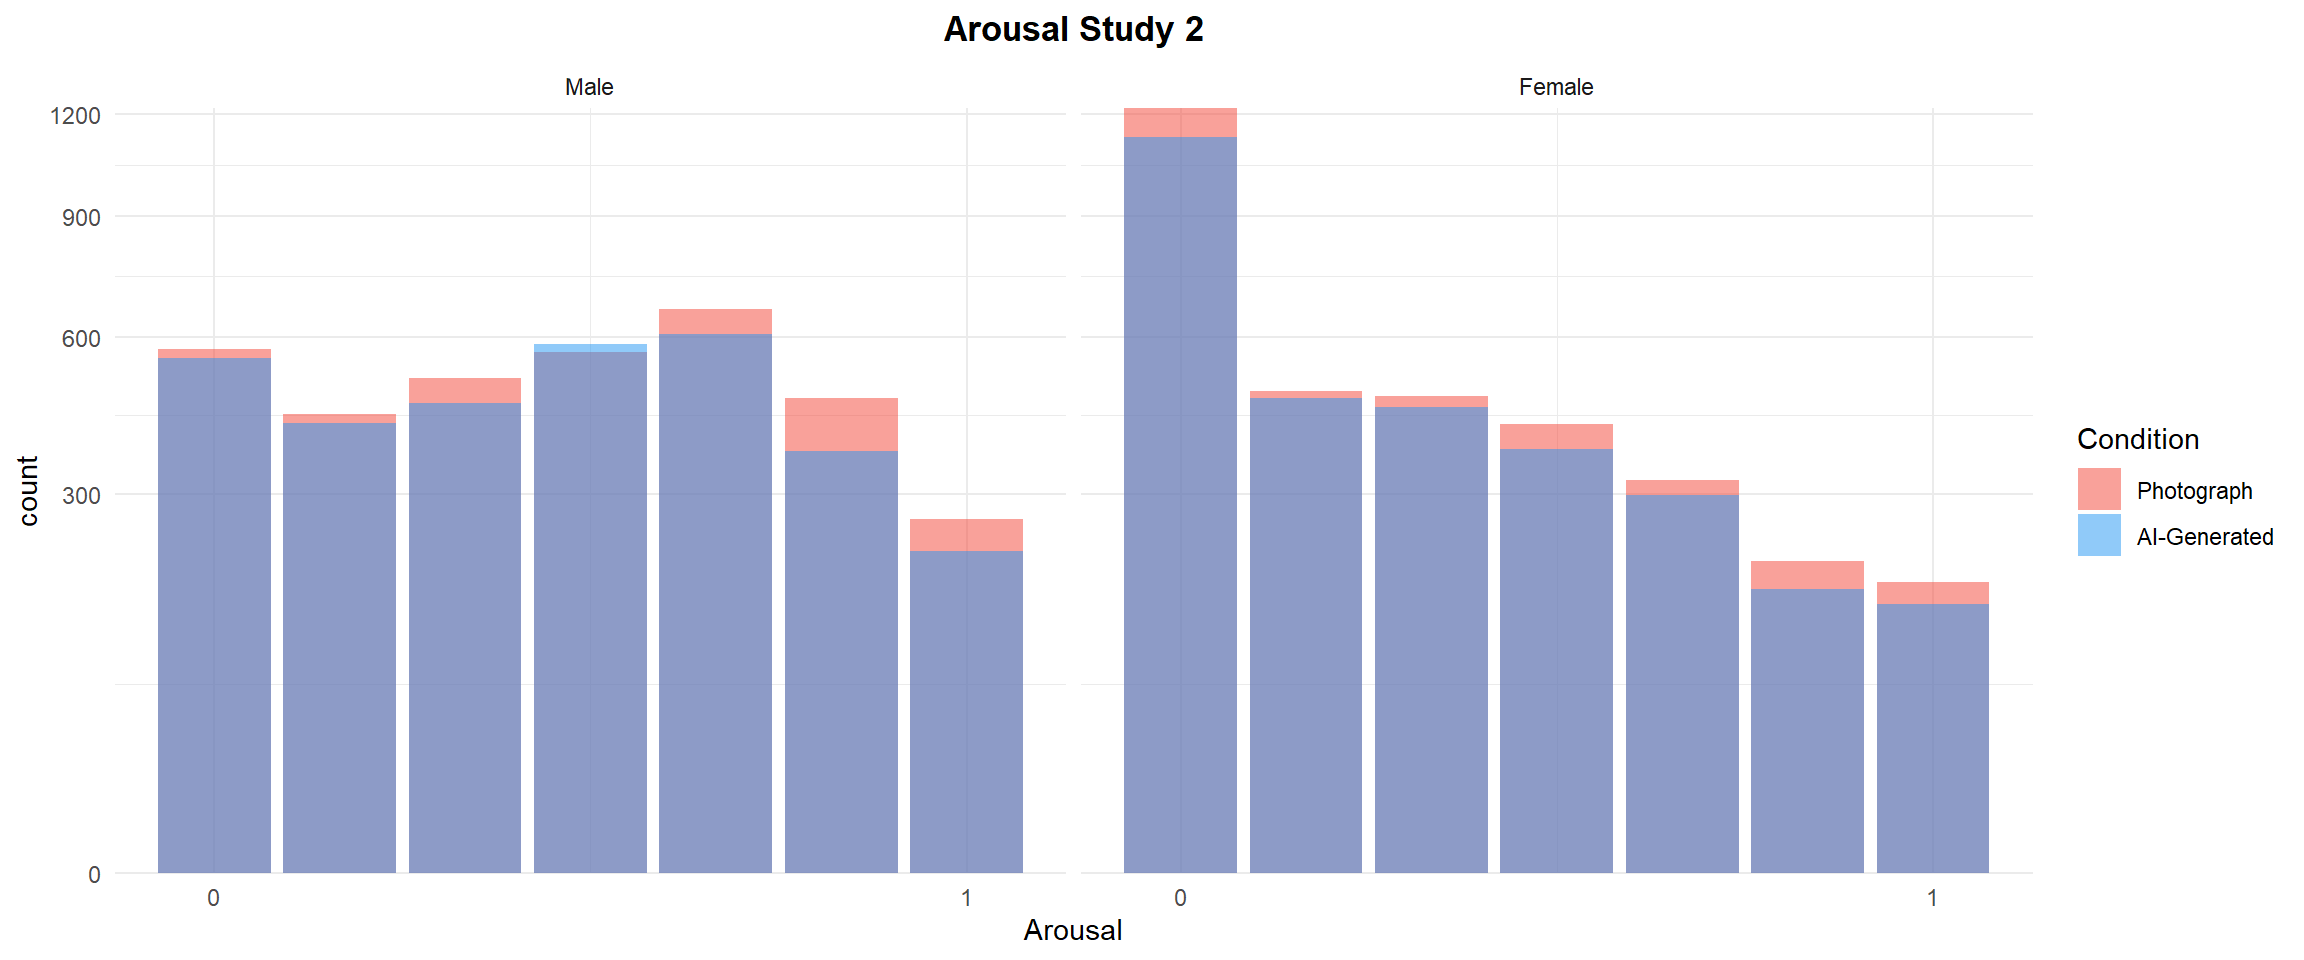 Arousal Study 2
Male
Female
1200
900
600
300
0
count
0
1
0
1
Arousal
Condition
Photograph
AI-Generated